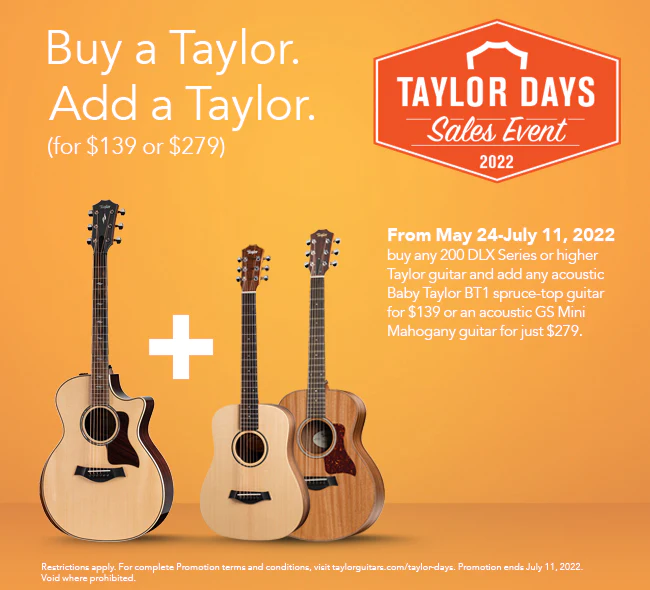 Buy a Taylor.
Add a Taylor.
(for $139 or $279)
TAYLOR DAYS
Sales Event
2022
From May 24-July 11, 2022
buy any 200 DLX Series or higher
Taylor guitar and add any acoustic
Baby Taylor BT1 spruce-top guitar
for $139 or an acoustic GS Mini
Mahogany guitar for just $279.
Taylor
Taylor
Taylor
Restrictions apply. For complete Promotion terms and conditions, visit taylorguitars.com/taylor-days. Promotion ends July 11, 2022.
Void where prohibited.